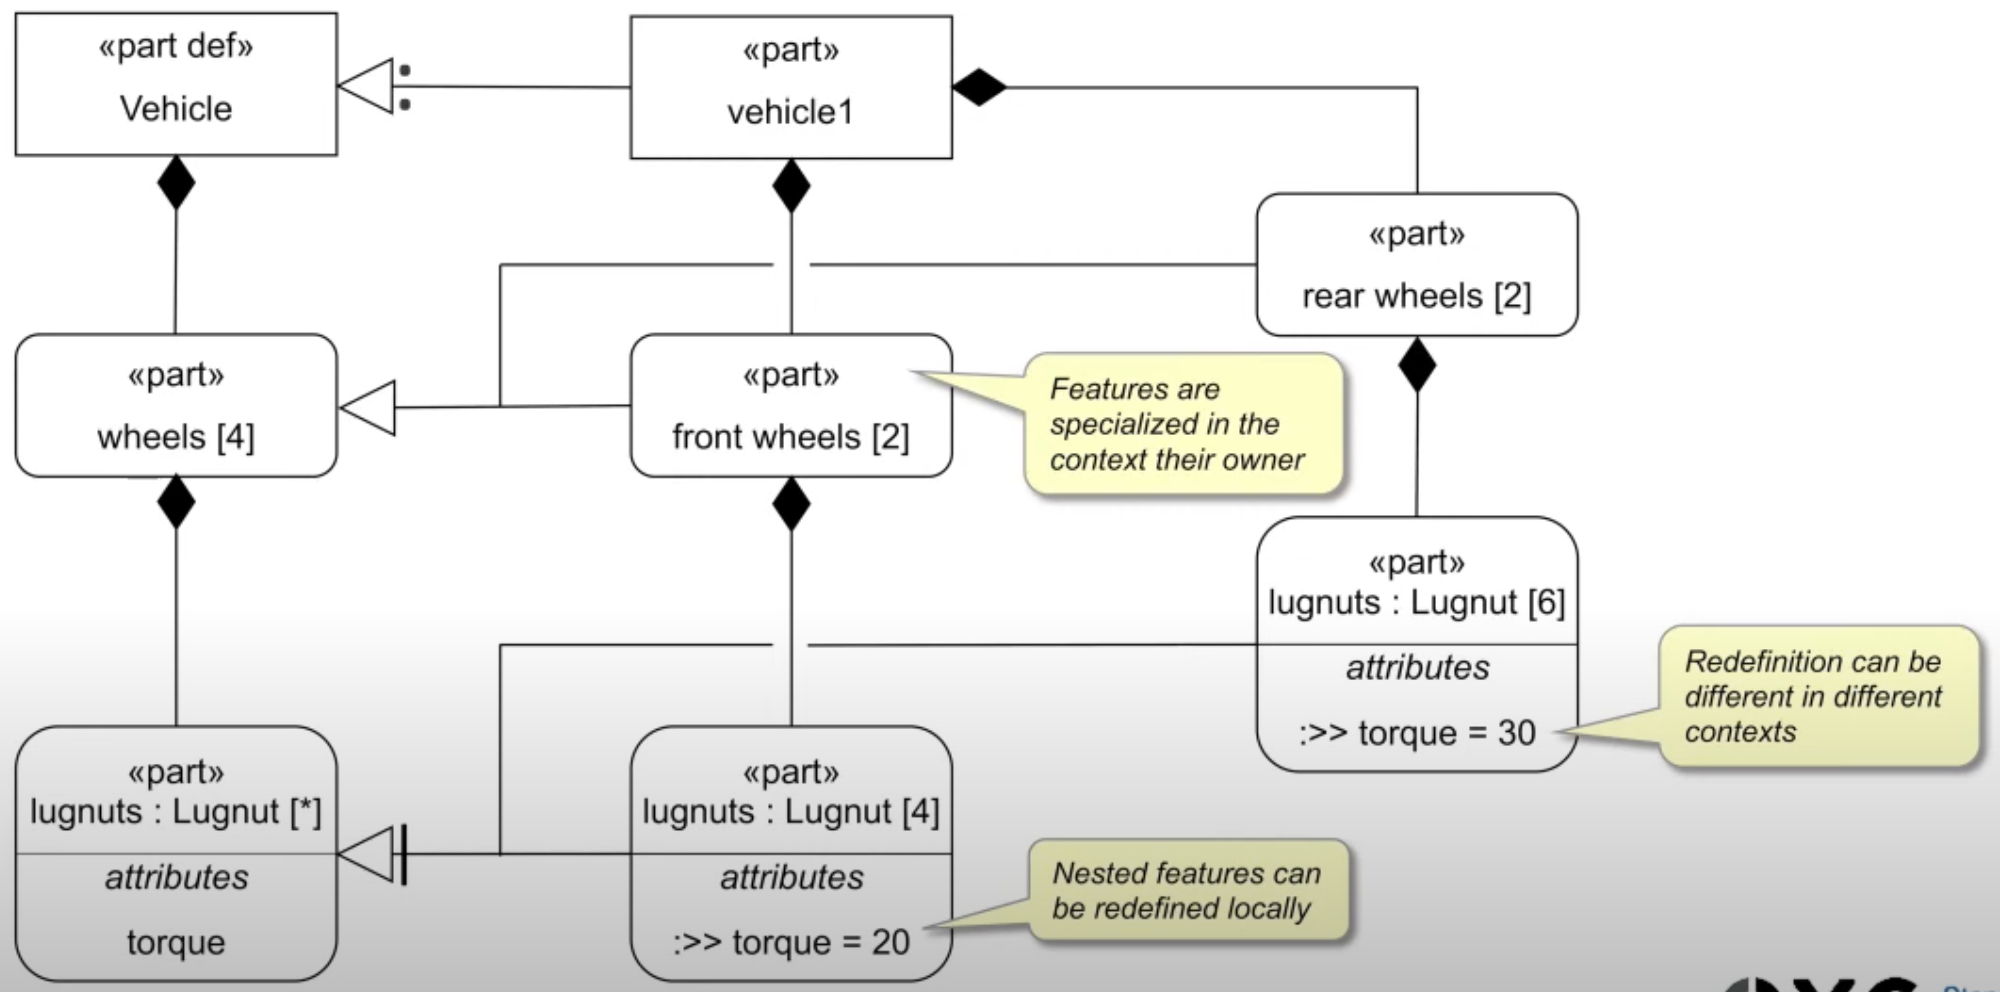 «part def»
Vehicle
«part»
vehicle1
«part»
rear wheels [2]
«part»
wheels [4]
«part»
front wheels [2]
Features are
specialized in the
context their owner
«part»
lugnuts : Lugnut [6]
attributes
:>> torque = 30
Redefinition can be
different in different
contexts
«part»
lugnuts : Lugnut [*]
attributes
torque
«part»
lugnuts : Lugnut [4]
attributes
:>> torque = 20
Nested features can
be redefined locally